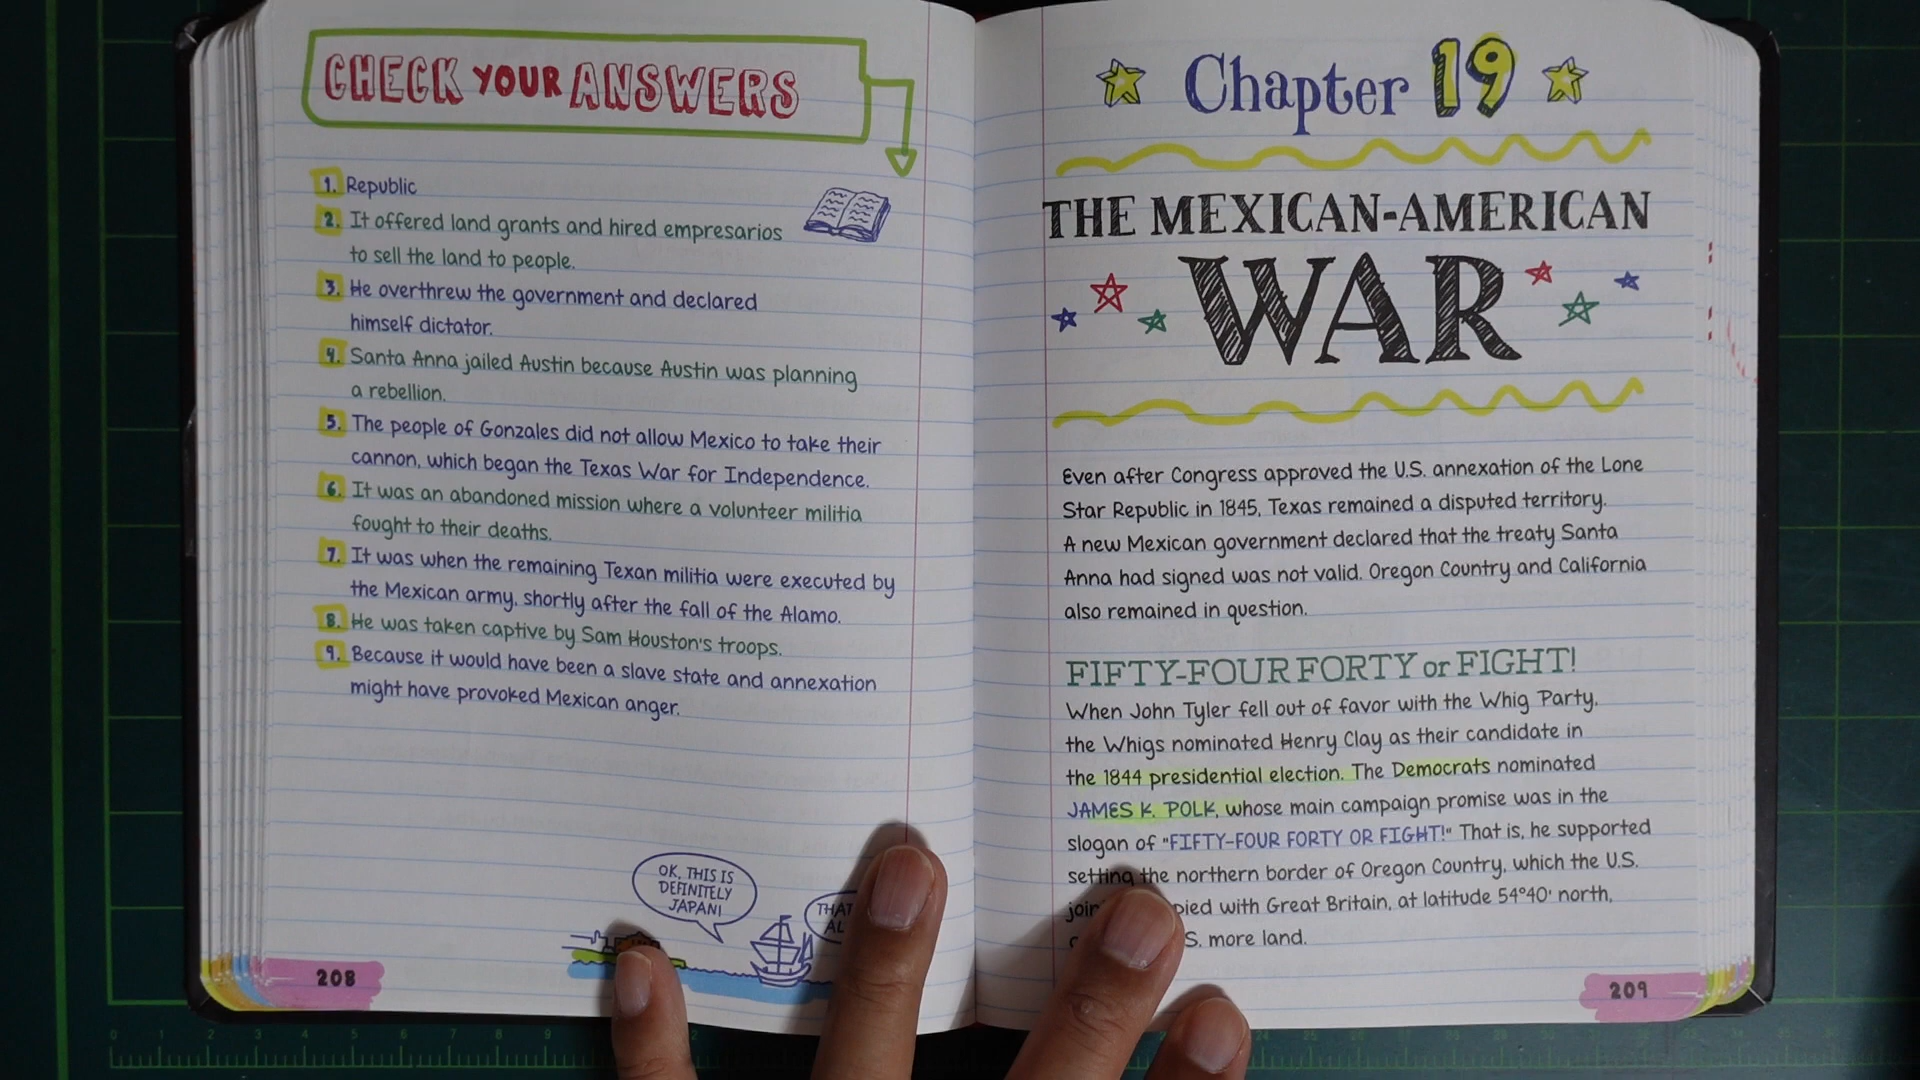 CHECK YOUR ANSWERS
1. Republic
2. It offered land grants and hired empresarios
to sell the land to people.
3. He overthrew the government and declared
himself dictator.
4. Santa Anna jailed Austin because Austin was planning
a rebellion.
5. The people of Gonzales did not allow Mexico to take their
cannon, which began the Texas War for Independence.
6. It was an abandoned mission where a volunteer militia
fought to their deaths.
7. It was when the remaining Texan militia were executed by
the Mexican army, shortly after the fall of the Alamo.
8. He was taken captive by Sam Houston's troops.
9. Because it would have been a slave state and annexation
might have provoked Mexican anger.
OK, THIS IS
DEFINITELY
JAPAN!
THAT
208
Chapter 19
THE MEXICAN-AMERICAN
WAR
Even after Congress approved the U.S. annexation of the Lone
Star Republic in 1845, Texas remained a disputed territory.
A new Mexican government declared that the treaty Santa
Anna had signed was not valid. Oregon Country and California
also remained in question.
FIFTY-FOUR FORTY or FIGHT!
When John Tyler fell out of favor with the Whig Party,
the Whigs nominated Henry Clay as their candidate in
the 1844 presidential election. The Democrats nominated
JAMES K. POLK, whose main campaign promise was in the
slogan of "FIFTY-FOUR FORTY OR FIGHT!" That is, he supported
setting the northern border of Oregon Country, which the U.S.
with Great Britain, at latitude 54°40' north,
more land.
209
0 1 2 3 4 5 6 7 8 9